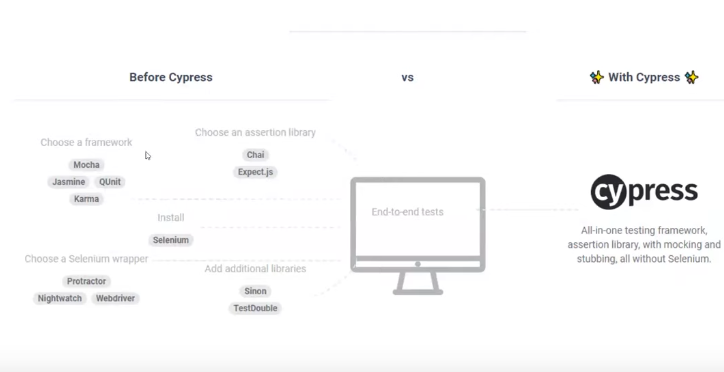 Before Cypress
vs
With Cypress
Choose a framework
Mocha
Jasmine QUnit
Karma
Choose an assertion library
Chai
Expect.js
Install
Selenium
Choose a Selenium wrapper
Protractor
Nightwatch Webdriver
Add additional libraries
Sinon
TestDouble
End-to-end tests
cypress
All-in-one testing framework,
assertion library, with mocking and
stubbing, all without Selenium.